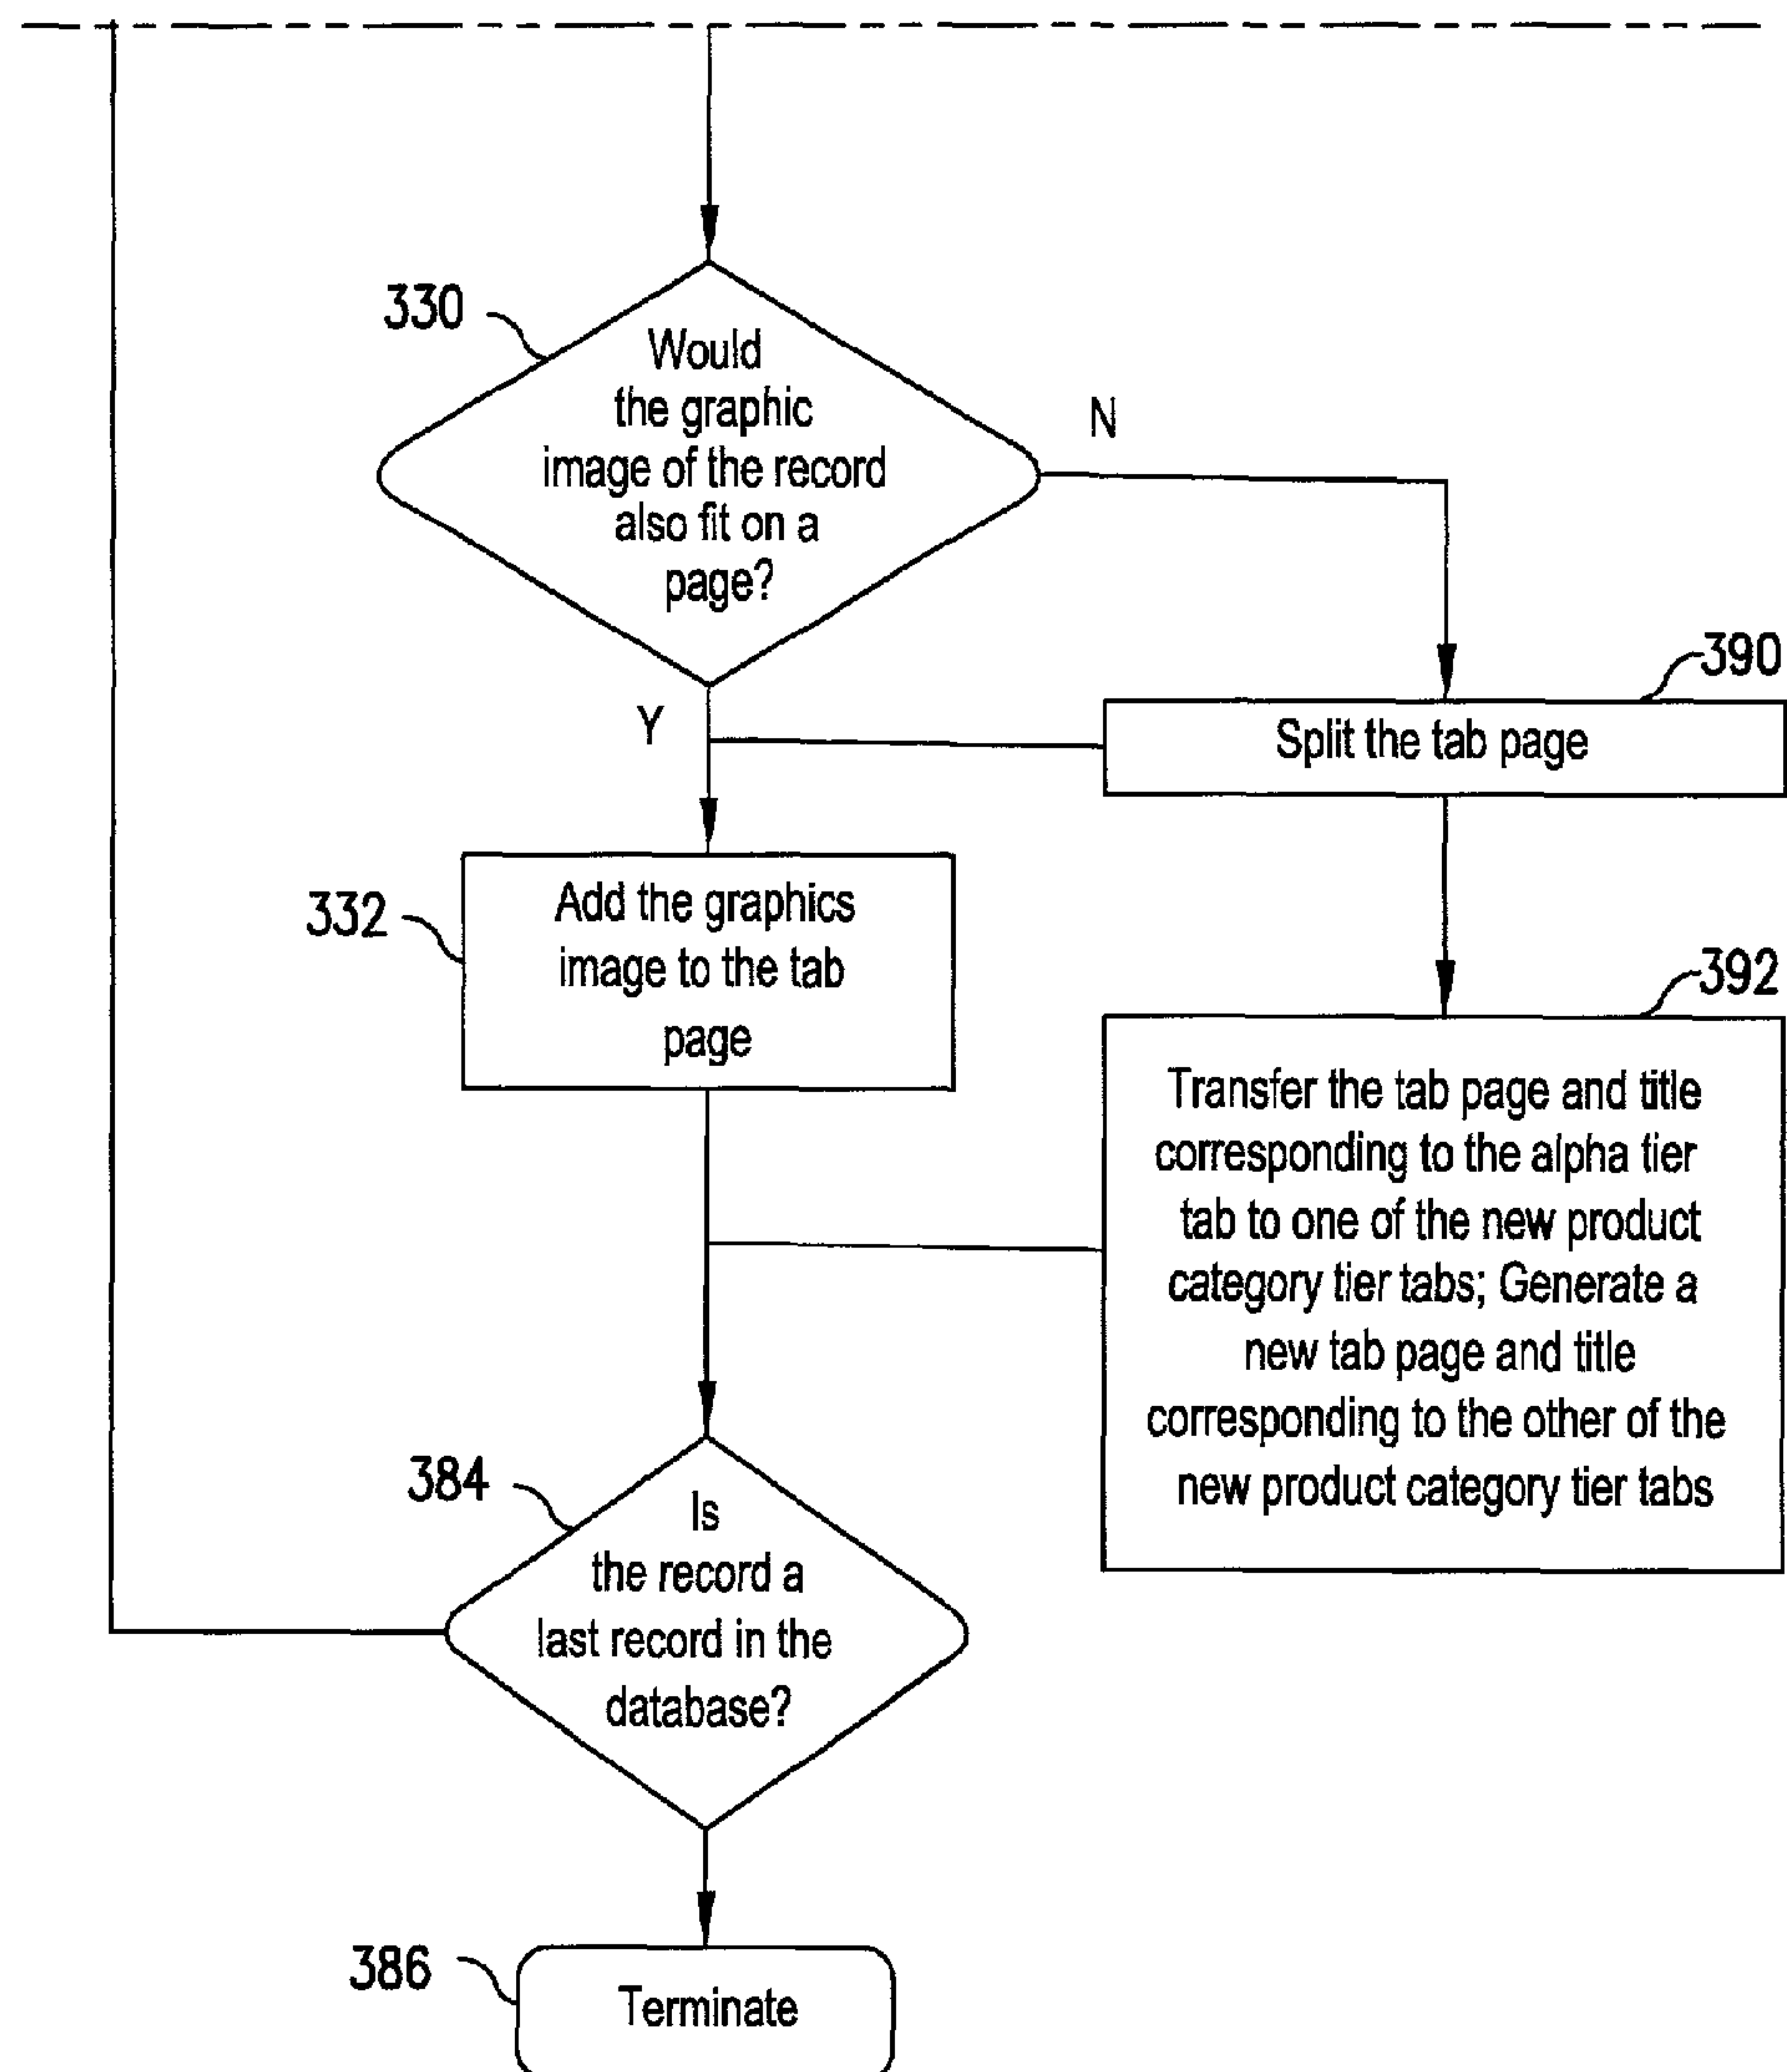 330
Would
the graphic
image of the record
also fit on a
page?
N
Y
390
Split the tab page
332
Add the graphics
image to the tab
page
392
Transfer the tab page and title
corresponding to the alpha tier
tab to one of the new product
category tier tabs; Generate a
new tab page and title
corresponding to the other of the
new product category tier tabs
384
Is
the record a
last record in the
database?
386
Terminate